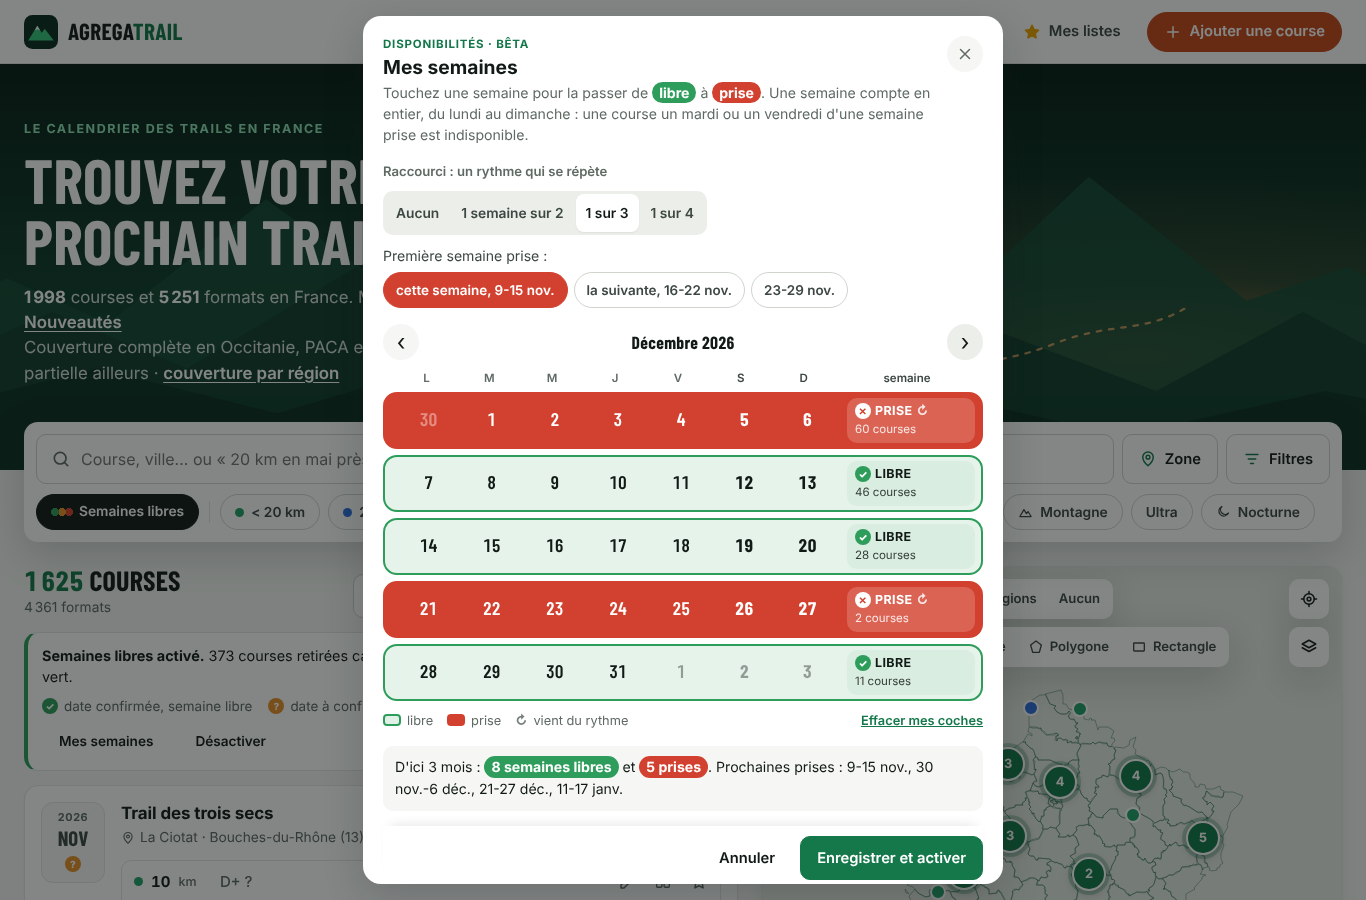 AGREGATRAIL
Mes listes
Ajouter une course
LE CALENDRIER DES TRAILS EN FRANCE
TROUVEZ VOTR
PROCHAIN TRAI
1 998 courses et 5 251 formats en France.
Nouveautés
Couverture complète en Occitanie, PACA e
partielle ailleurs · couverture par région
Course, ville... ou « 20 km en mai prè
Zone
Filtres
Semaines libres
< 20 km
Montagne
Ultra
Nocturne
1 625 COURSES
4 361 formats
Semaines libres activé. 373 courses retirées
vert.
date confirmée, semaine libre
? date à conf
Mes semaines
Désactiver
2026
NOV
?
Trail des trois secs
La Ciotat · Bouches-du-Rhône (13)
10 km D+ ?
DISPONIBILITÉS · BÊTA
Mes semaines
Touchez une semaine pour la passer de libre à prise. Une semaine compte en
entier, du lundi au dimanche : une course un mardi ou un vendredi d'une semaine
prise est indisponible.
Raccourci : un rythme qui se répète
Aucun
1 semaine sur 2
1 sur 3
1 sur 4
Première semaine prise :
cette semaine, 9-15 nov.
la suivante, 16-22 nov.
23-29 nov.
Décembre 2026
L M M J V S D semaine
30 1 2 3 4 5 6 PRISE
60 courses
7 8 9 10 11 12 13 LIBRE
46 courses
14 15 16 17 18 19 20 LIBRE
28 courses
21 22 23 24 25 26 27 PRISE
2 courses
28 29 30 31 1 2 3 LIBRE
11 courses
libre
prise
vient du rythme
Effacer mes coches
D'ici 3 mois : 8 semaines libres et 5 prises. Prochaines prises : 9-15 nov., 30
nov.-6 déc., 21-27 déc., 11-17 janv.
Annuler
Enregistrer et activer
gions
Aucun
Polygone
Rectangle
3
4
4
3
5
2